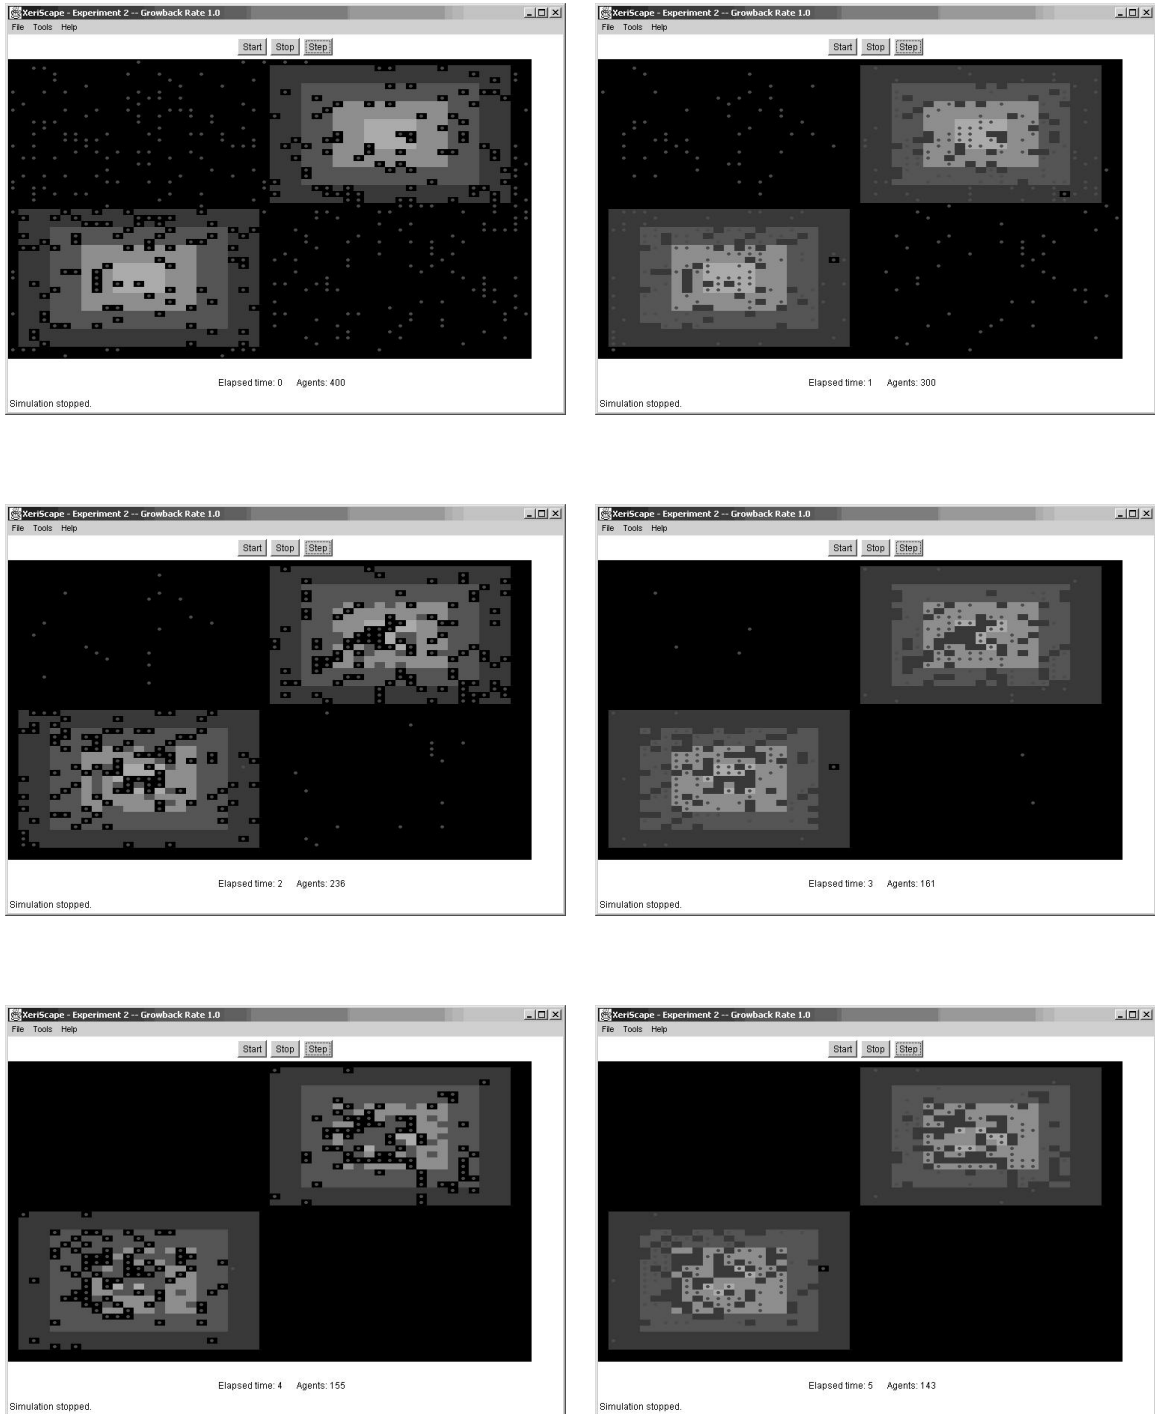 XeriScape - Experiment 2 -- Growback Rate 1.0
File Tools Help
Start Stop Step
Elapsed time: 0 Agents: 400
Simulation stopped.
XeriScape - Experiment 2 -- Growback Rate 1.0
File Tools Help
Start Stop Step
Elapsed time: 1 Agents: 300
Simulation stopped.
XeriScape - Experiment 2 -- Growback Rate 1.0
File Tools Help
Start Stop Step
Elapsed time: 2 Agents: 236
Simulation stopped.
XeriScape - Experiment 2 -- Growback Rate 1.0
File Tools Help
Start Stop Step
Elapsed time: 3 Agents: 161
Simulation stopped.
XeriScape - Experiment 2 -- Growback Rate 1.0
File Tools Help
Start Stop Step
Elapsed time: 4 Agents: 155
Simulation stopped.
XeriScape - Experiment 2 -- Growback Rate 1.0
File Tools Help
Start Stop Step
Elapsed time: 5 Agents: 143
Simulation stopped.